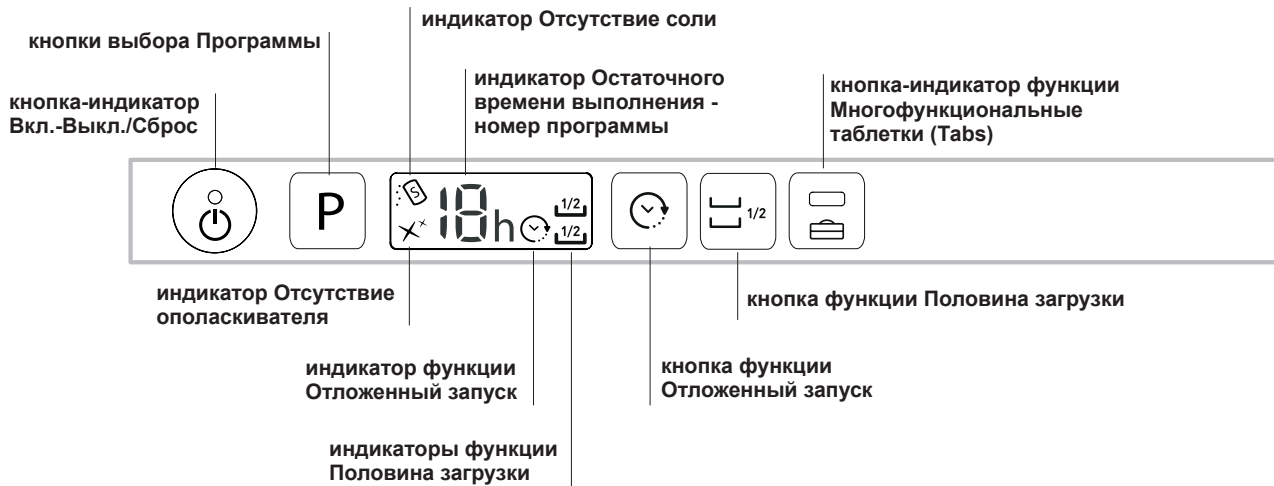 индикатор Отсутствие соли
кнопки выбора Программы
индикатор Остаточного
времени выполнения -
номер программы
кнопка-индикатор функции
Многофункциональные
таблетки (Tabs)
кнопка-индикатор
Вкл.-Выкл./Сброс
P
S
18h
1/2
1/2
1/2
индикатор Отсутствие
ополаскивателя
кнопка функции Половина загрузки
индикатор функции
Отложенный запуск
кнопка функции
Отложенный запуск
индикаторы функции
Половина загрузки